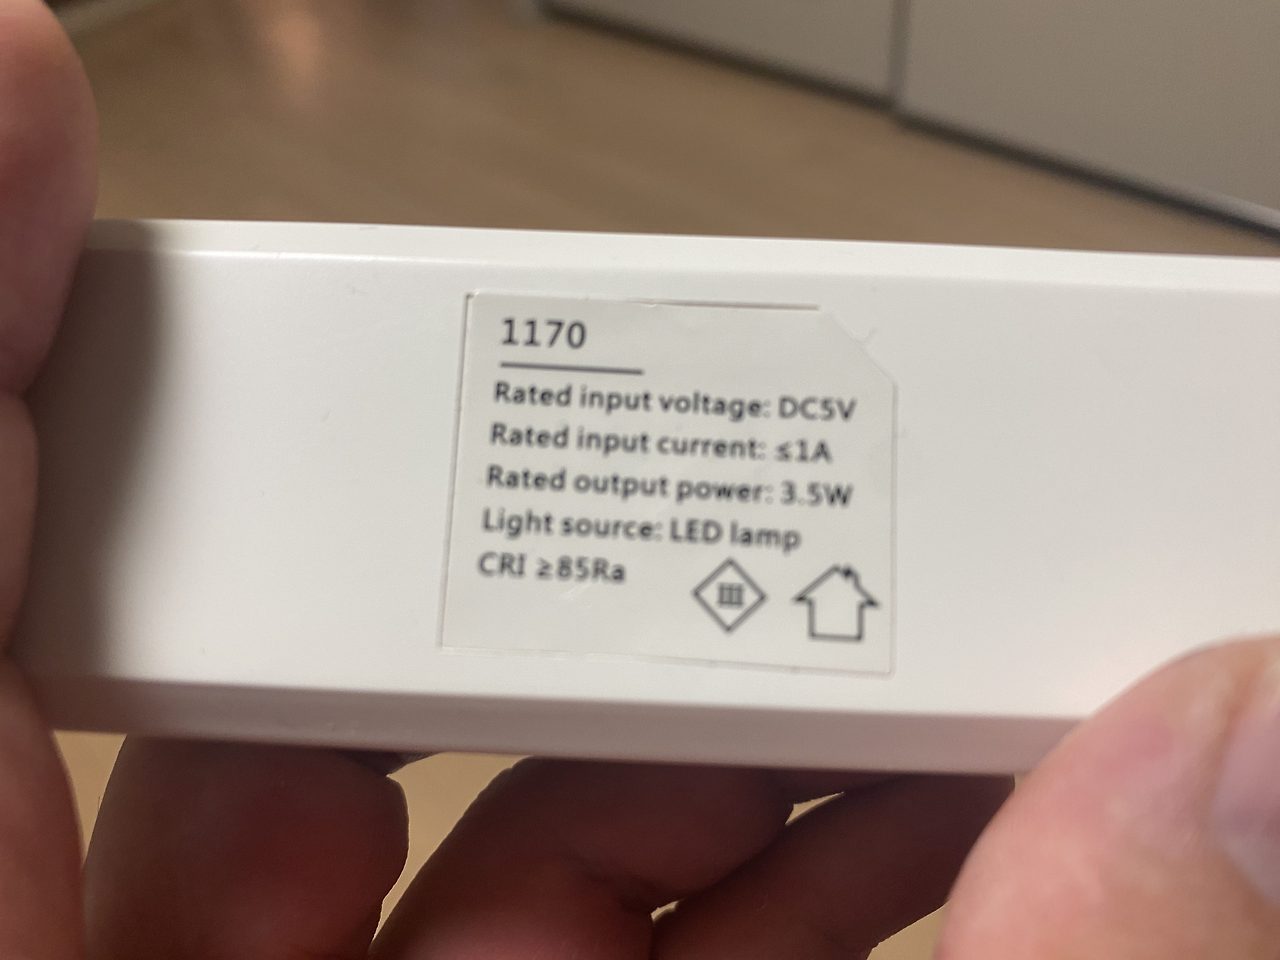 1170
Rated input voltage: DC5V
Rated input current: ≤1A
Rated output power: 3.5W
Light source: LED lamp
CRI ≥85Ra
III